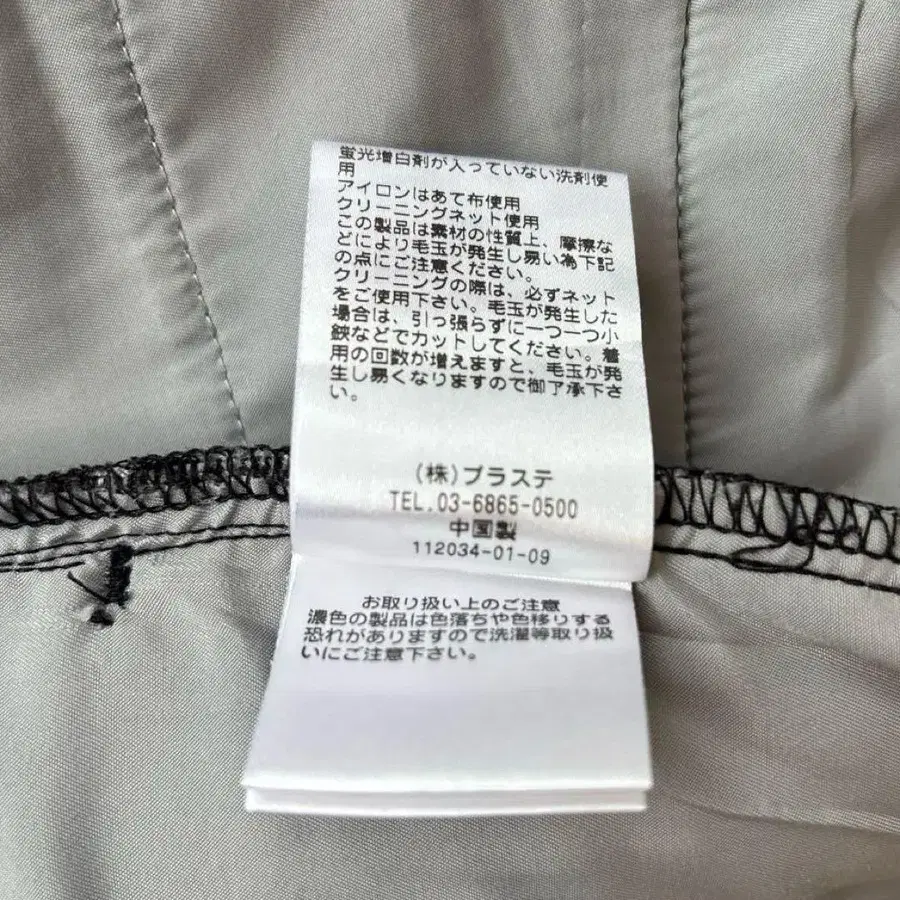 蛍光増白剤が入っていない洗剤使
用
アイロンはあて布使用
クリーニングネット使用
この製品は素材の性質上、摩擦な
どにより毛玉が発生し易い為下記
の点にご注意ください。
クリーニングの際は、必ずネット
をご使用下さい。毛玉が発生した
場合は、引っ張らずに一つ一つ小
鋏などでカットしてください。着
用の回数が増えますと、毛玉が発
生し易くなりますので御了承下さ
い。
(株)プラステ
TEL.03-6865-0500
中国製
112034-01-09
お取り扱い上のご注意
濃色の製品は色落ちや色移りする
恐れがありますので洗濯等取り扱
いにご注意下さい。